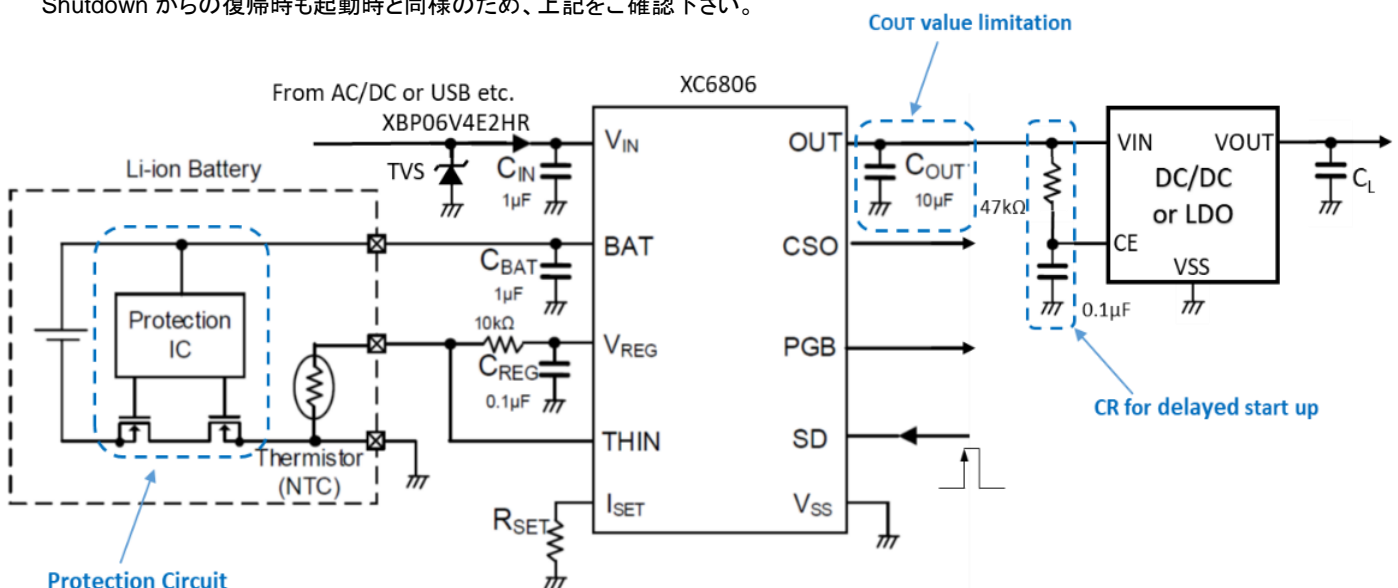 Shutdown からの復帰時も起動時と同様のため、上記をご確認下さい。
COUT value limitation
From AC/DC or USB etc.
XC6806
XBP06V4E2HR
TVS
CIN
1μF
VIN
OUT
COUT
10μF
47kΩ
VIN
VOUT
DC/DC
or LDO
CE
VSS
CL
Li-ion Battery
CBAT
1μF
BAT
CSO
0.1μF
Protection
IC
10kΩ
CREG
0.1μF
VREG
PGB
CR for delayed start up
THIN
SD
Thermistor
(NTC)
RSET
ISET
VSS
Protection Circuit